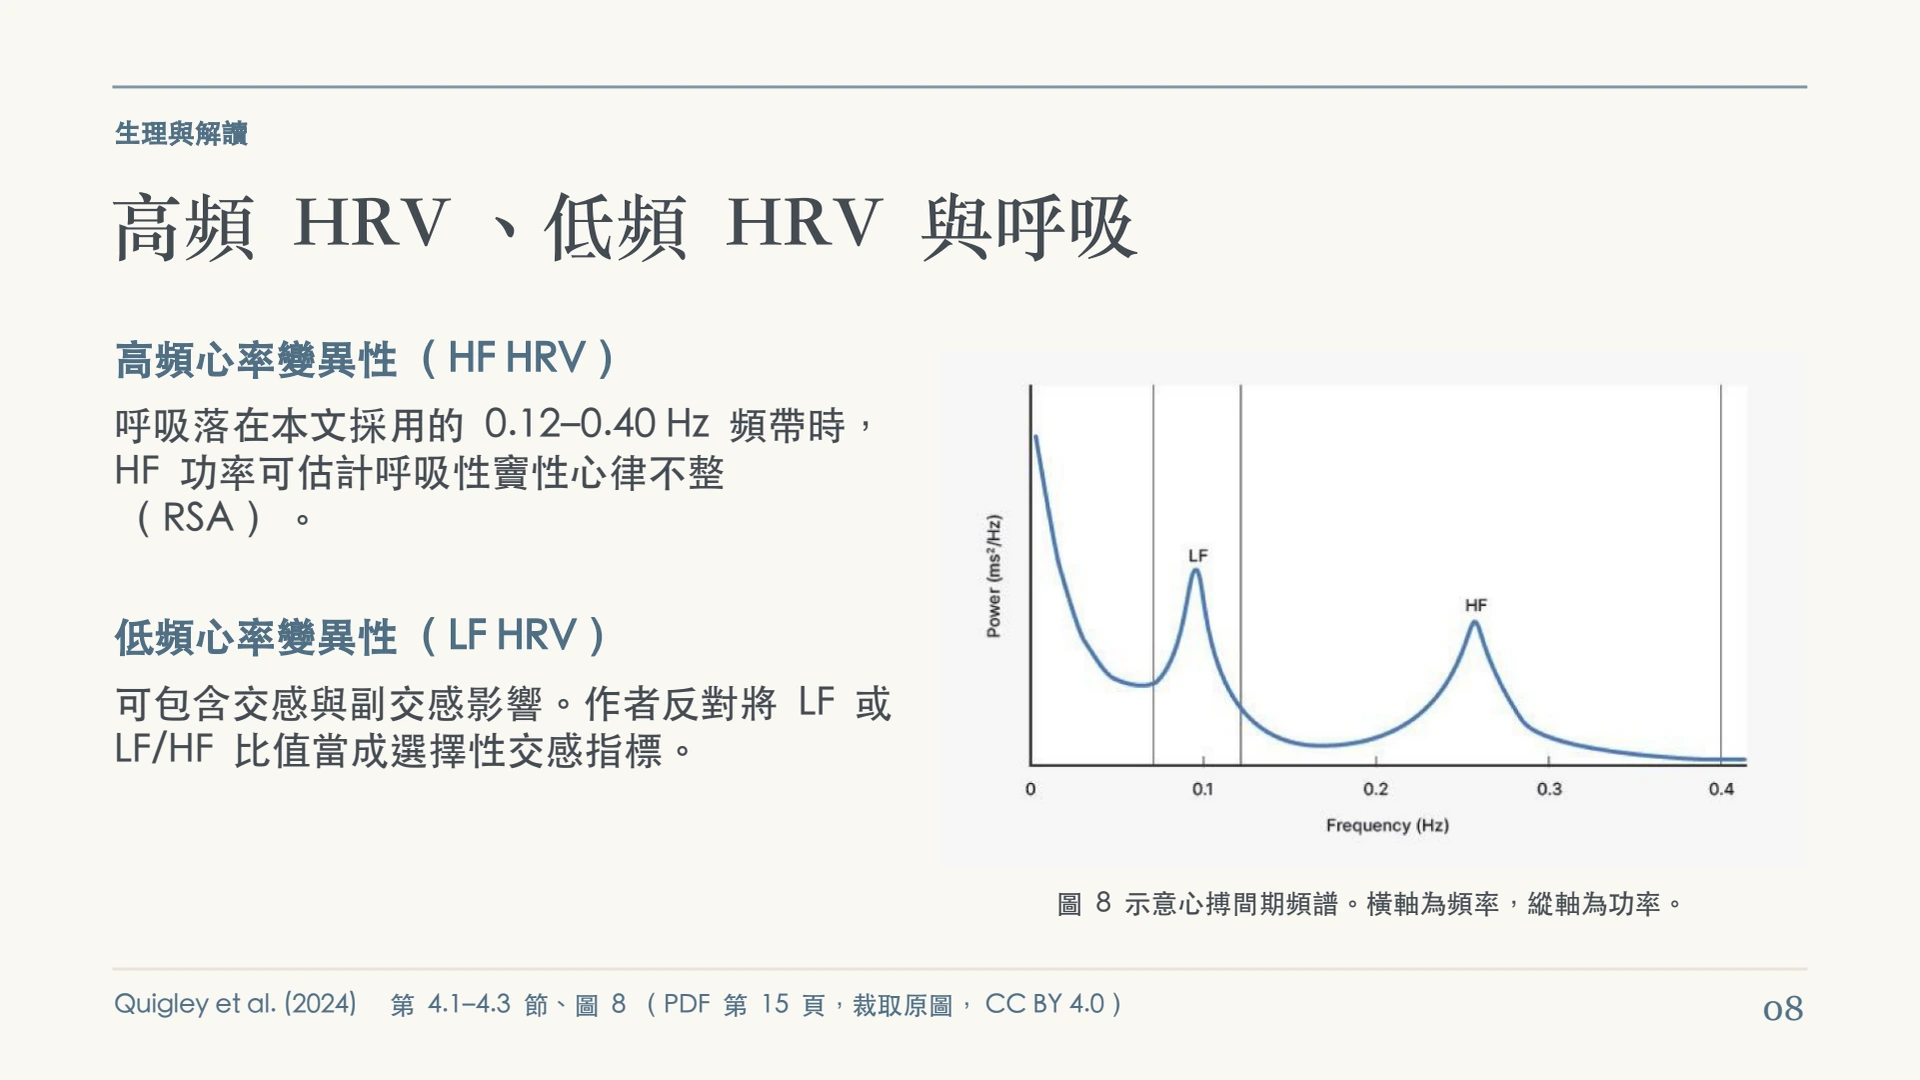 生理與解讀
高頻 HRV、低頻 HRV 與呼吸
高頻心率變異性（HF HRV）
呼吸落在本文採用的 0.12–0.40 Hz 頻帶時，
HF 功率可估計呼吸性竇性心律不整
（RSA）。
低頻心率變異性（LF HRV）
可包含交感與副交感影響。作者反對將 LF 或
LF/HF 比值當成選擇性交感指標。
Power (ms²/Hz)
LF
HF
0 0.1 0.2 0.3 0.4
Frequency (Hz)
圖 8 示意心搏間期頻譜。橫軸為頻率，縱軸為功率。
Quigley et al. (2024) 第 4.1–4.3 節、圖 8（PDF 第 15 頁，裁取原圖，CC BY 4.0）
08